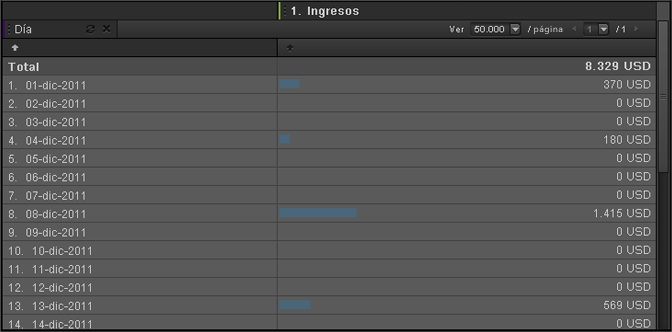 1. Ingresos
Día Ver 50.000 / página 1 / 1
Total 8.329 USD
1. 01-dic-2011 370 USD
2. 02-dic-2011 0 USD
3. 03-dic-2011 0 USD
4. 04-dic-2011 180 USD
5. 05-dic-2011 0 USD
6. 06-dic-2011 0 USD
7. 07-dic-2011 0 USD
8. 08-dic-2011 1.415 USD
9. 09-dic-2011 0 USD
10. 10-dic-2011 0 USD
11. 11-dic-2011 0 USD
12. 12-dic-2011 0 USD
13. 13-dic-2011 569 USD
14. 14-dic-2011 0 USD